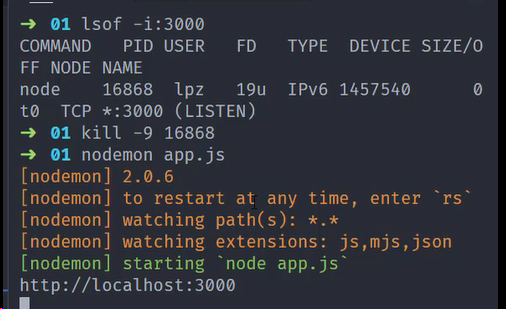 ➜ 01 lsof -i:3000
COMMAND PID USER FD TYPE DEVICE SIZE/O
FF NODE NAME
node 16868 lpz 19u IPv6 1457540 0
t0 TCP *:3000 (LISTEN)
➜ 01 kill -9 16868
➜ 01 nodemon app.js
[nodemon] 2.0.6
[nodemon] to restart at any time, enter `rs`
[nodemon] watching path(s): *.*
[nodemon] watching extensions: js,mjs,json
[nodemon] starting `node app.js`
http://localhost:3000